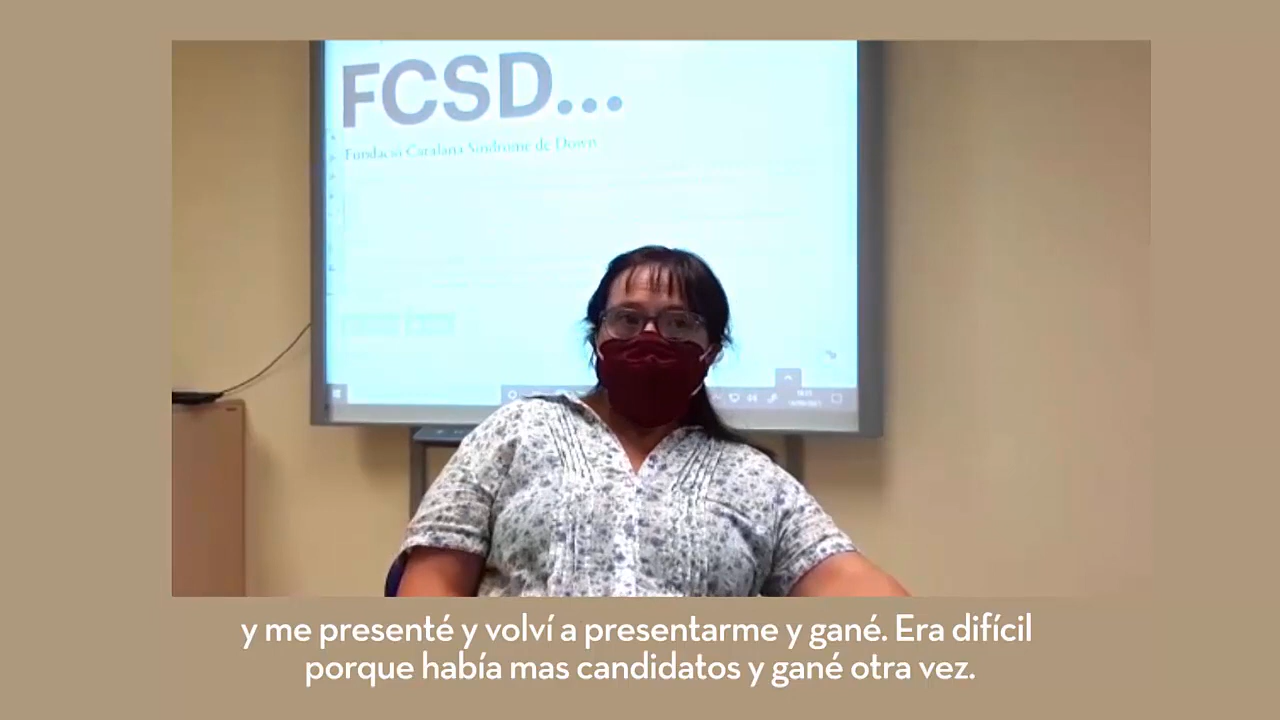 FCSD...
Fundació Catalana Síndrome de Down
y me presenté y volví a presentarme y gané. Era difícil
porque había mas candidatos y gané otra vez.